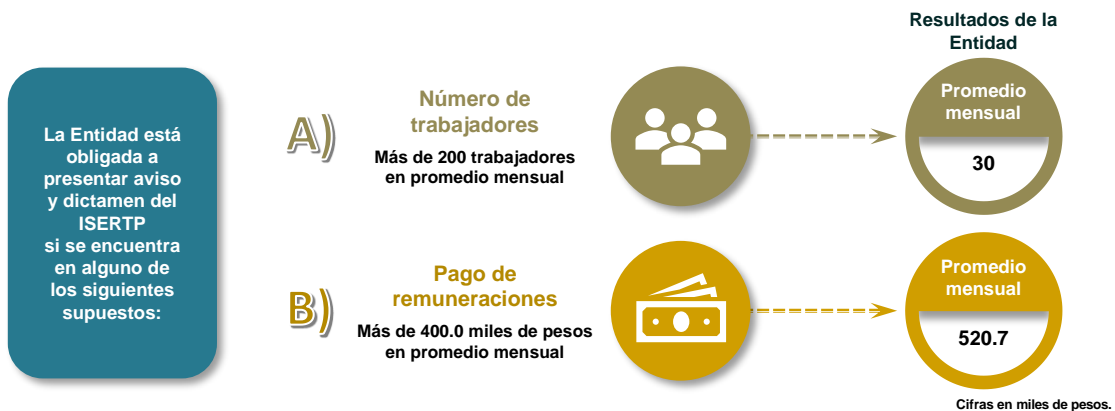 La Entidad está
obligada a
presentar aviso
y dictamen del
ISERTP
si se encuentra
en alguno de
los siguientes
supuestos:
A)
Número de
trabajadores
Más de 200 trabajadores
en promedio mensual
Resultados de la
Entidad
Promedio
mensual
30
B)
Pago de
remuneraciones
Más de 400.0 miles de pesos
en promedio mensual
Promedio
mensual
520.7
Cifras en miles de pesos.